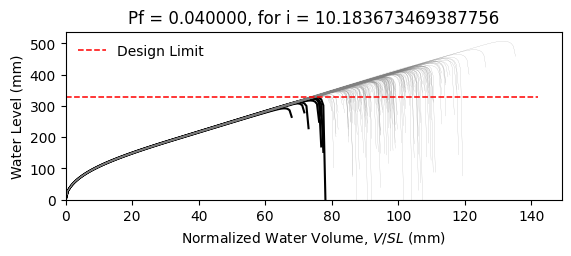 Pf = 0.040000, for i = 10.183673469387756
Design Limit
Water Level (mm)
500
400
300
200
100
0
0 20 40 60 80 100 120 140
Normalized Water Volume, V/SL (mm)